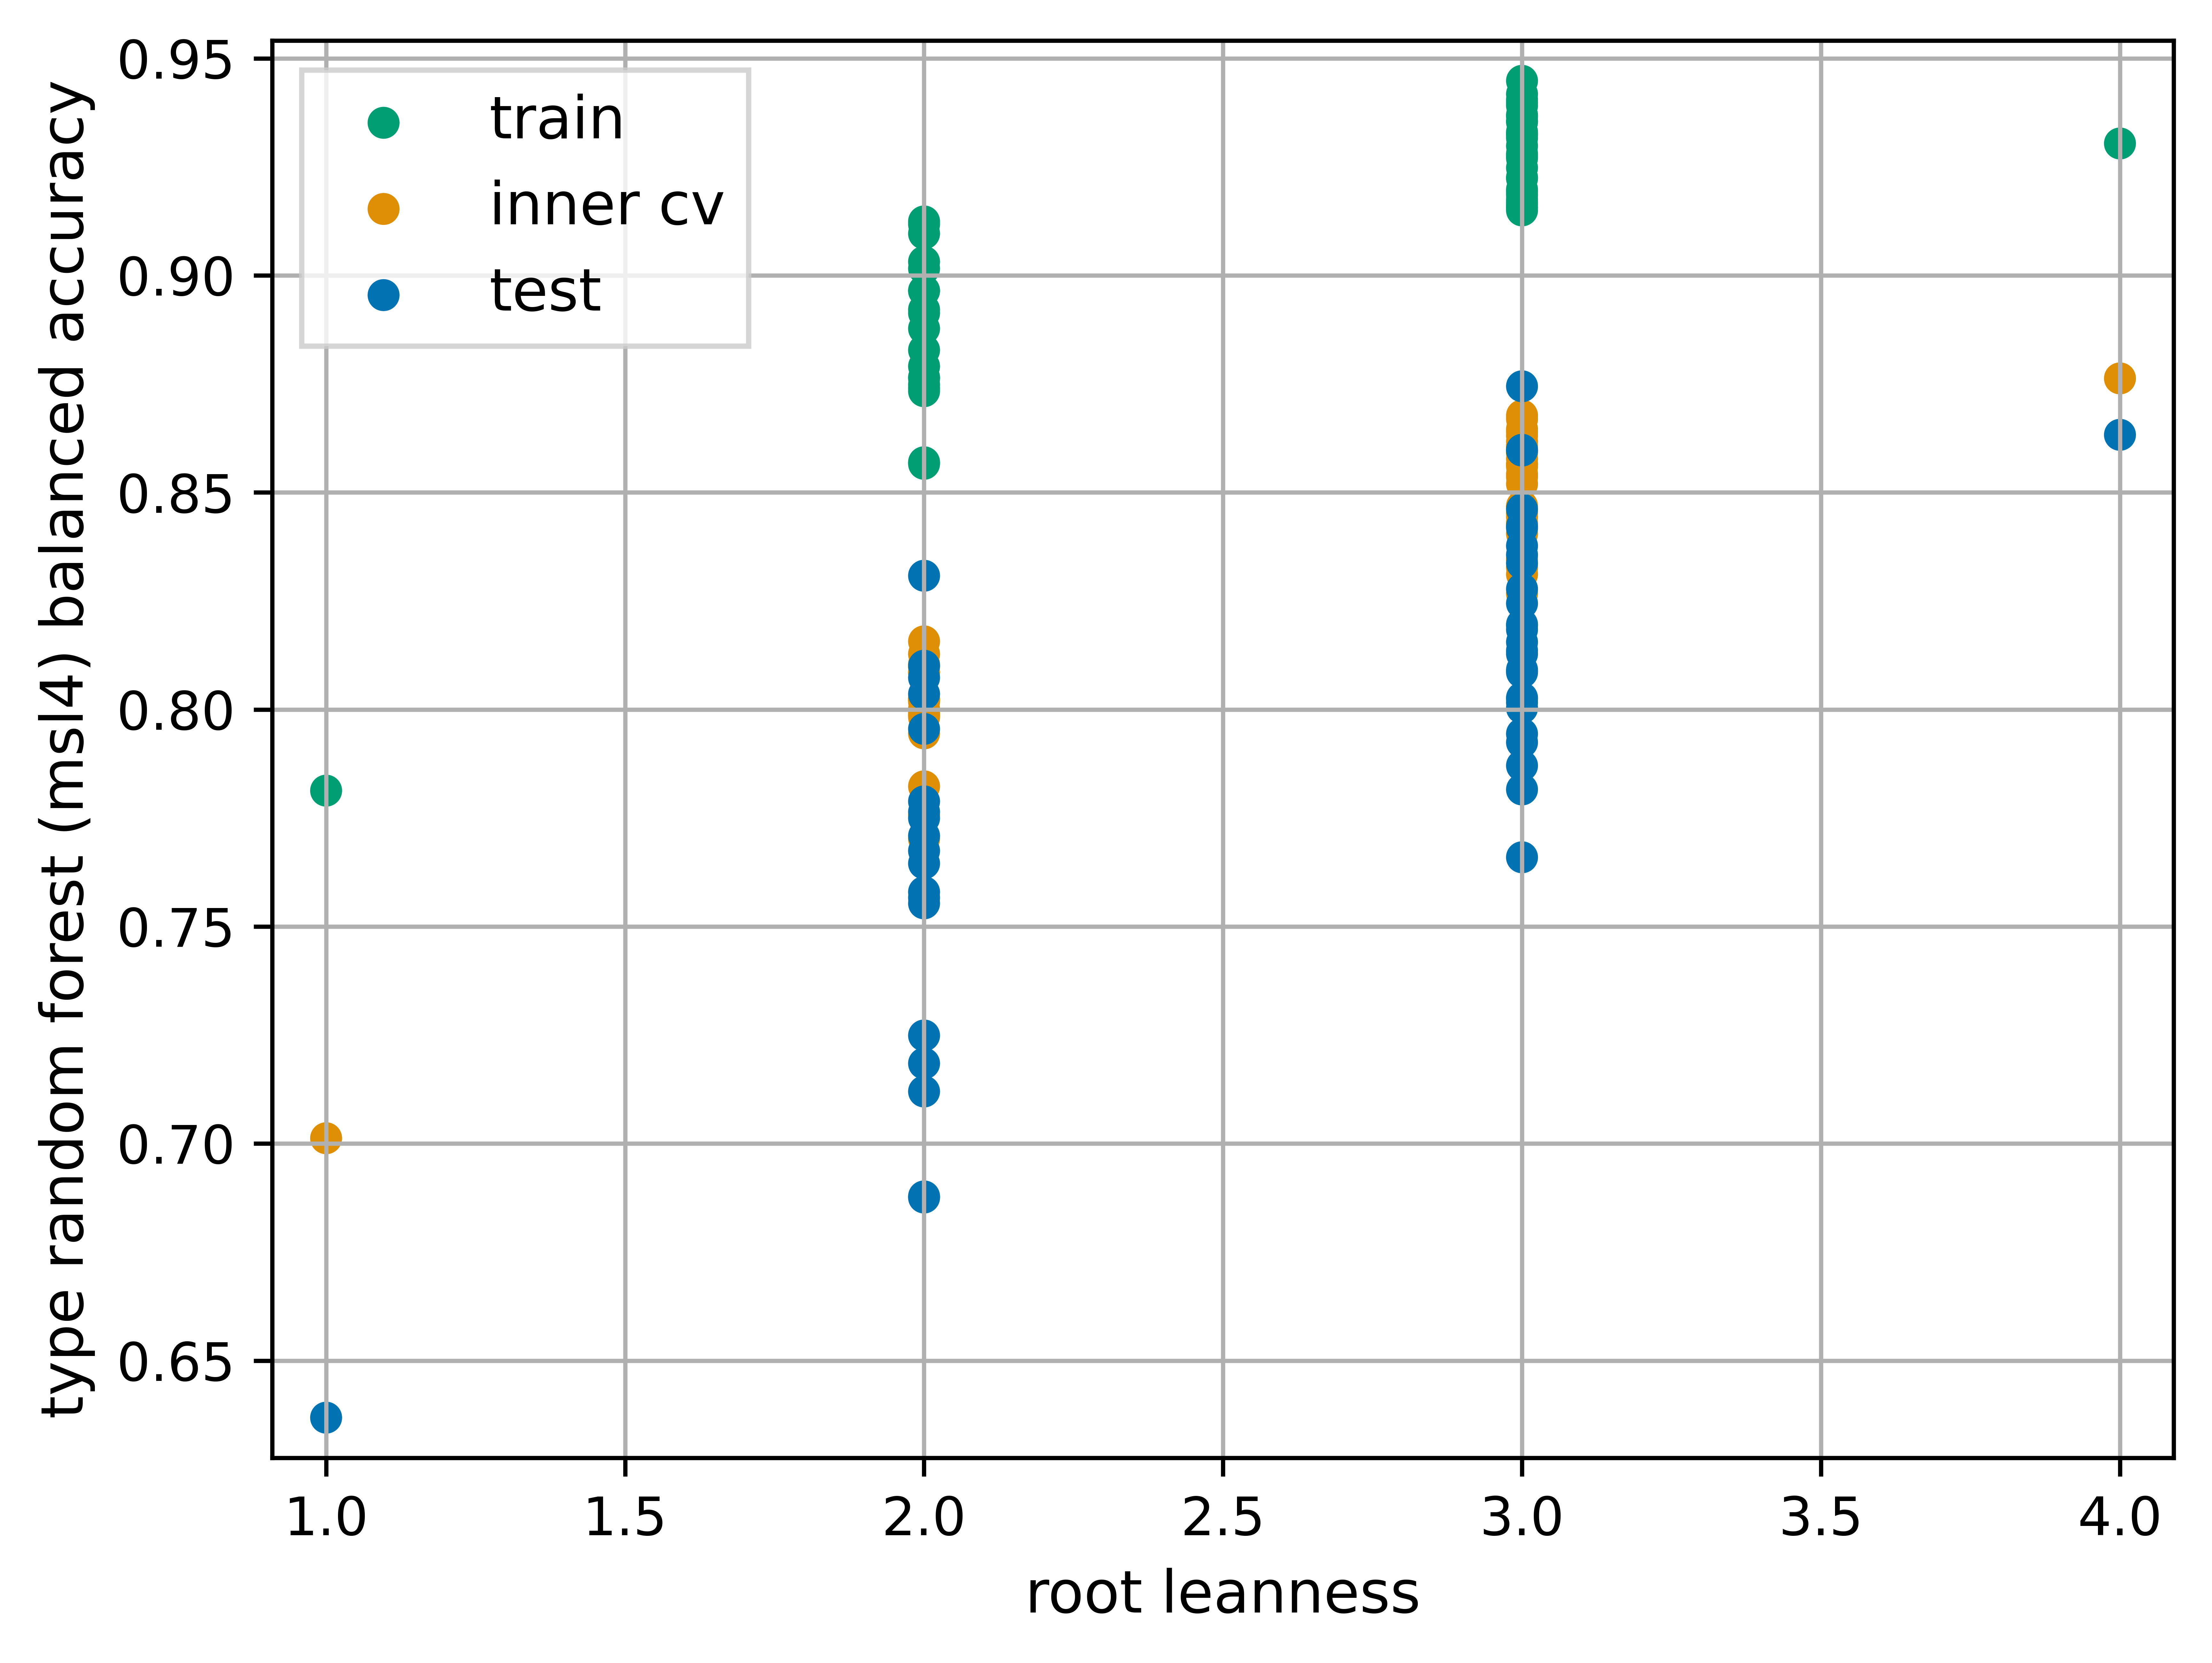 type random forest (msl4) balanced accuracy
0.95
0.90
0.85
0.80
0.75
0.70
0.65
train
inner cv
test
1.0 1.5 2.0 2.5 3.0 3.5 4.0
root leanness